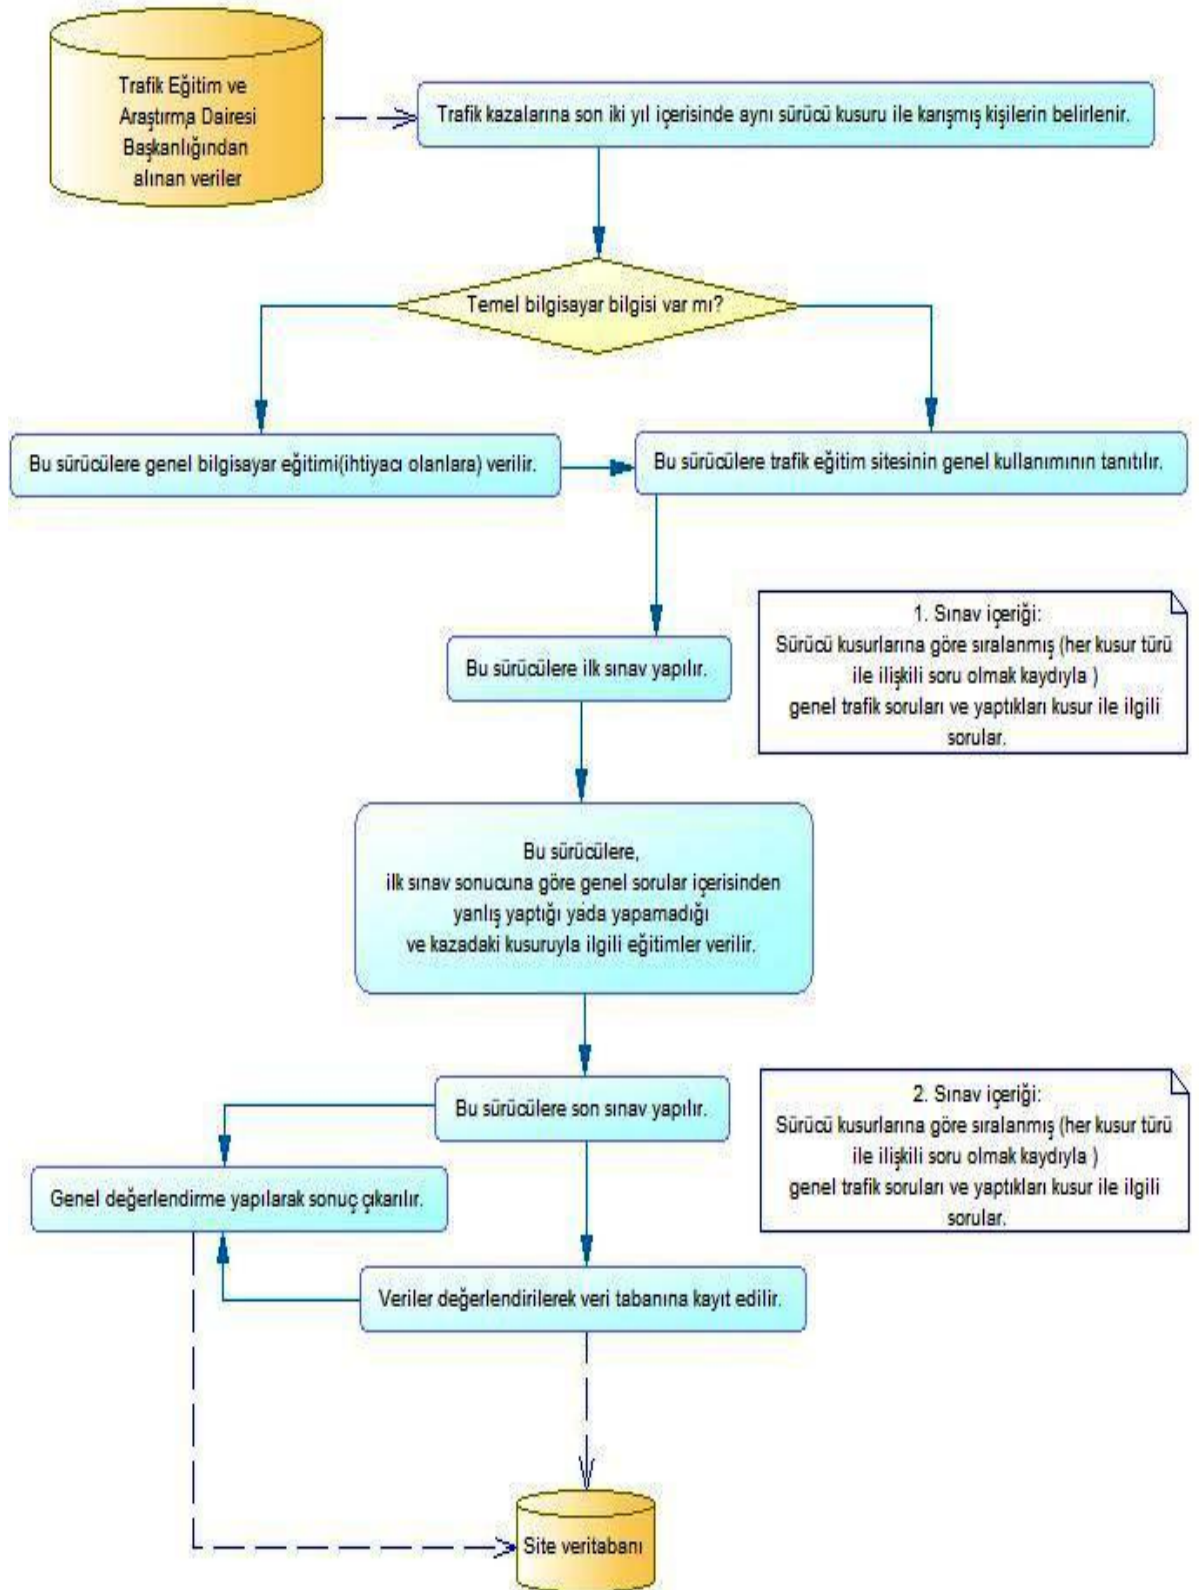 Trafik Eğitim ve
Araştırma Dairesi
Başkanlığından
alınan veriler
Trafik kazalarına son iki yıl içerisinde aynı sürücü kusuru ile karışmış kişilerin belirlenir.
Temel bilgisayar bilgisi var mı?
Bu sürücülere genel bilgisayar eğitimi(ihtiyacı olanlara) verilir.
Bu sürücülere trafik eğitim sitesinin genel kullanımının tanıtılır.
1. Sınav içeriği:
Sürücü kusurlarına göre sıralanmış (her kusur türü
ile ilişkili soru olmak kaydıyla )
genel trafik soruları ve yaptıkları kusur ile ilgili
sorular.
Bu sürücülere ilk sınav yapılır.
Bu sürücülere,
ilk sınav sonucuna göre genel sorular içerisinden
yanlış yaptığı yada yapamadığı
ve kazadaki kusuruyla ilgili eğitimler verilir.
Bu sürücülere son sınav yapılır.
2. Sınav içeriği:
Sürücü kusurlarına göre sıralanmış (her kusur türü
ile ilişkili soru olmak kaydıyla )
genel trafik soruları ve yaptıkları kusur ile ilgili
sorular.
Genel değerlendirme yapılarak sonuç çıkarılır.
Veriler değerlendirilerek veri tabanına kayıt edilir.
Site veritabanı